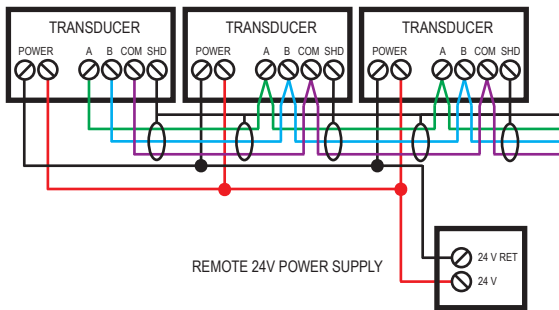 TRANSDUCER TRANSDUCER TRANSDUCER
POWER A B COM SHD POWER A B COM SHD POWER A B COM SHD
24 V RET
REMOTE 24V POWER SUPPLY
24 V